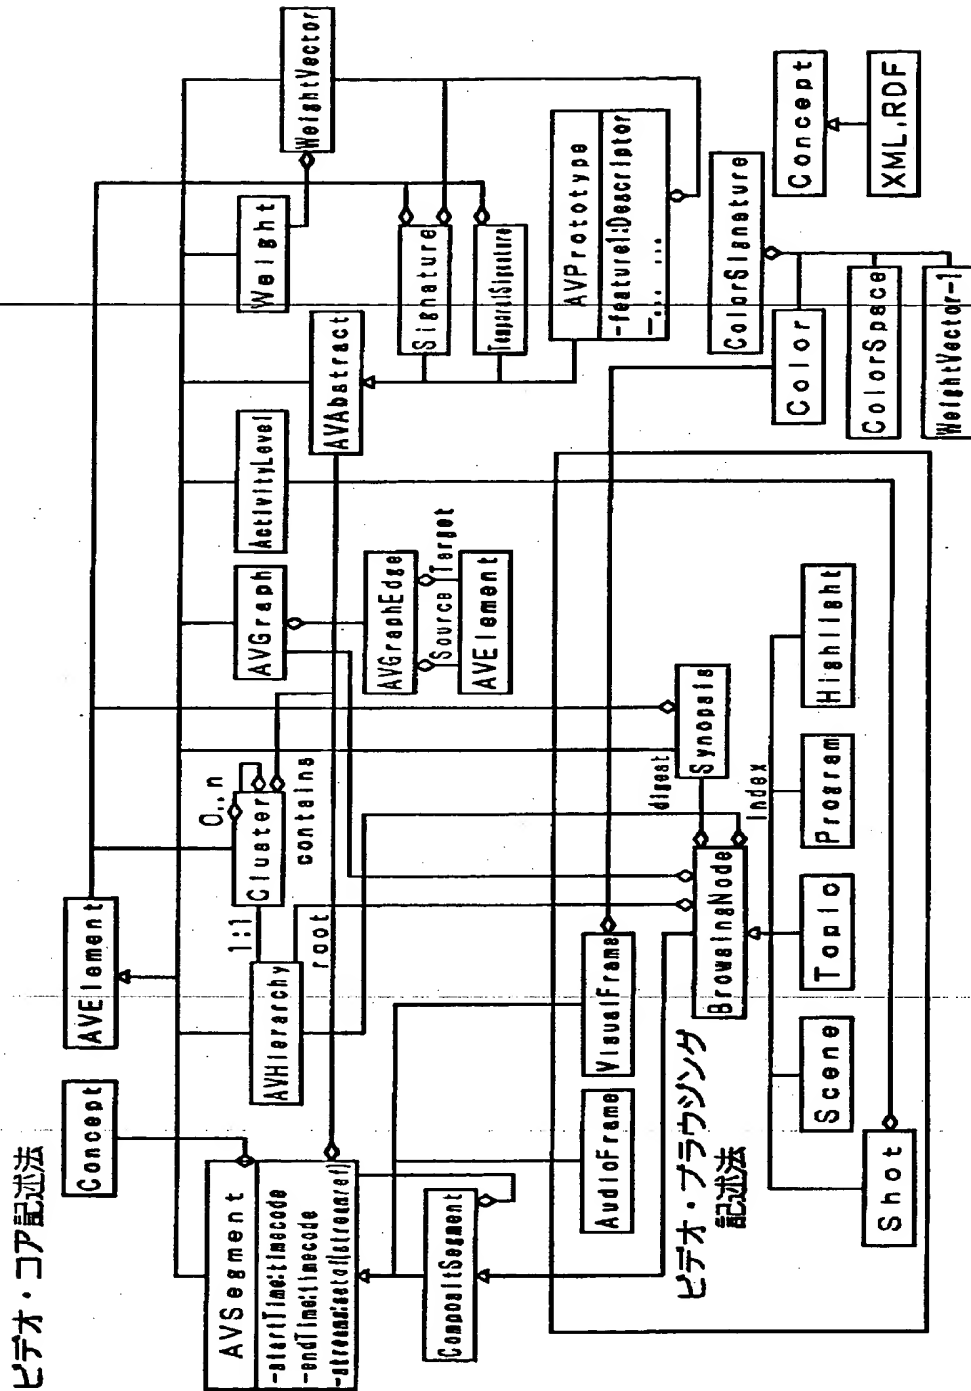 ビデオ・コア記述法
Concept
AVElement
AVSegment
-startTime:timecode
-endTime:timecode
AVHierarchy
1:1
root
Cluster
0..n
contains
AVGraph
AVGraphEdge
Source
Target
AVElement
ActivityLevel
AVAbstract
Weight
WeightVector
Signature
TemporalSignature
AVPrototype
-feature1:Descriptor
-... ...
CompositSegment
AudioFrame
VisualFrame
ビデオ・ブラウジング
記述法
BrowsingNode
digest
Synopsis
Index
Shot
Scene
Topic
Program
Highlight
ColorSignature
Color
ColorSpace
WeightVector-1
Concept
XML.RDF